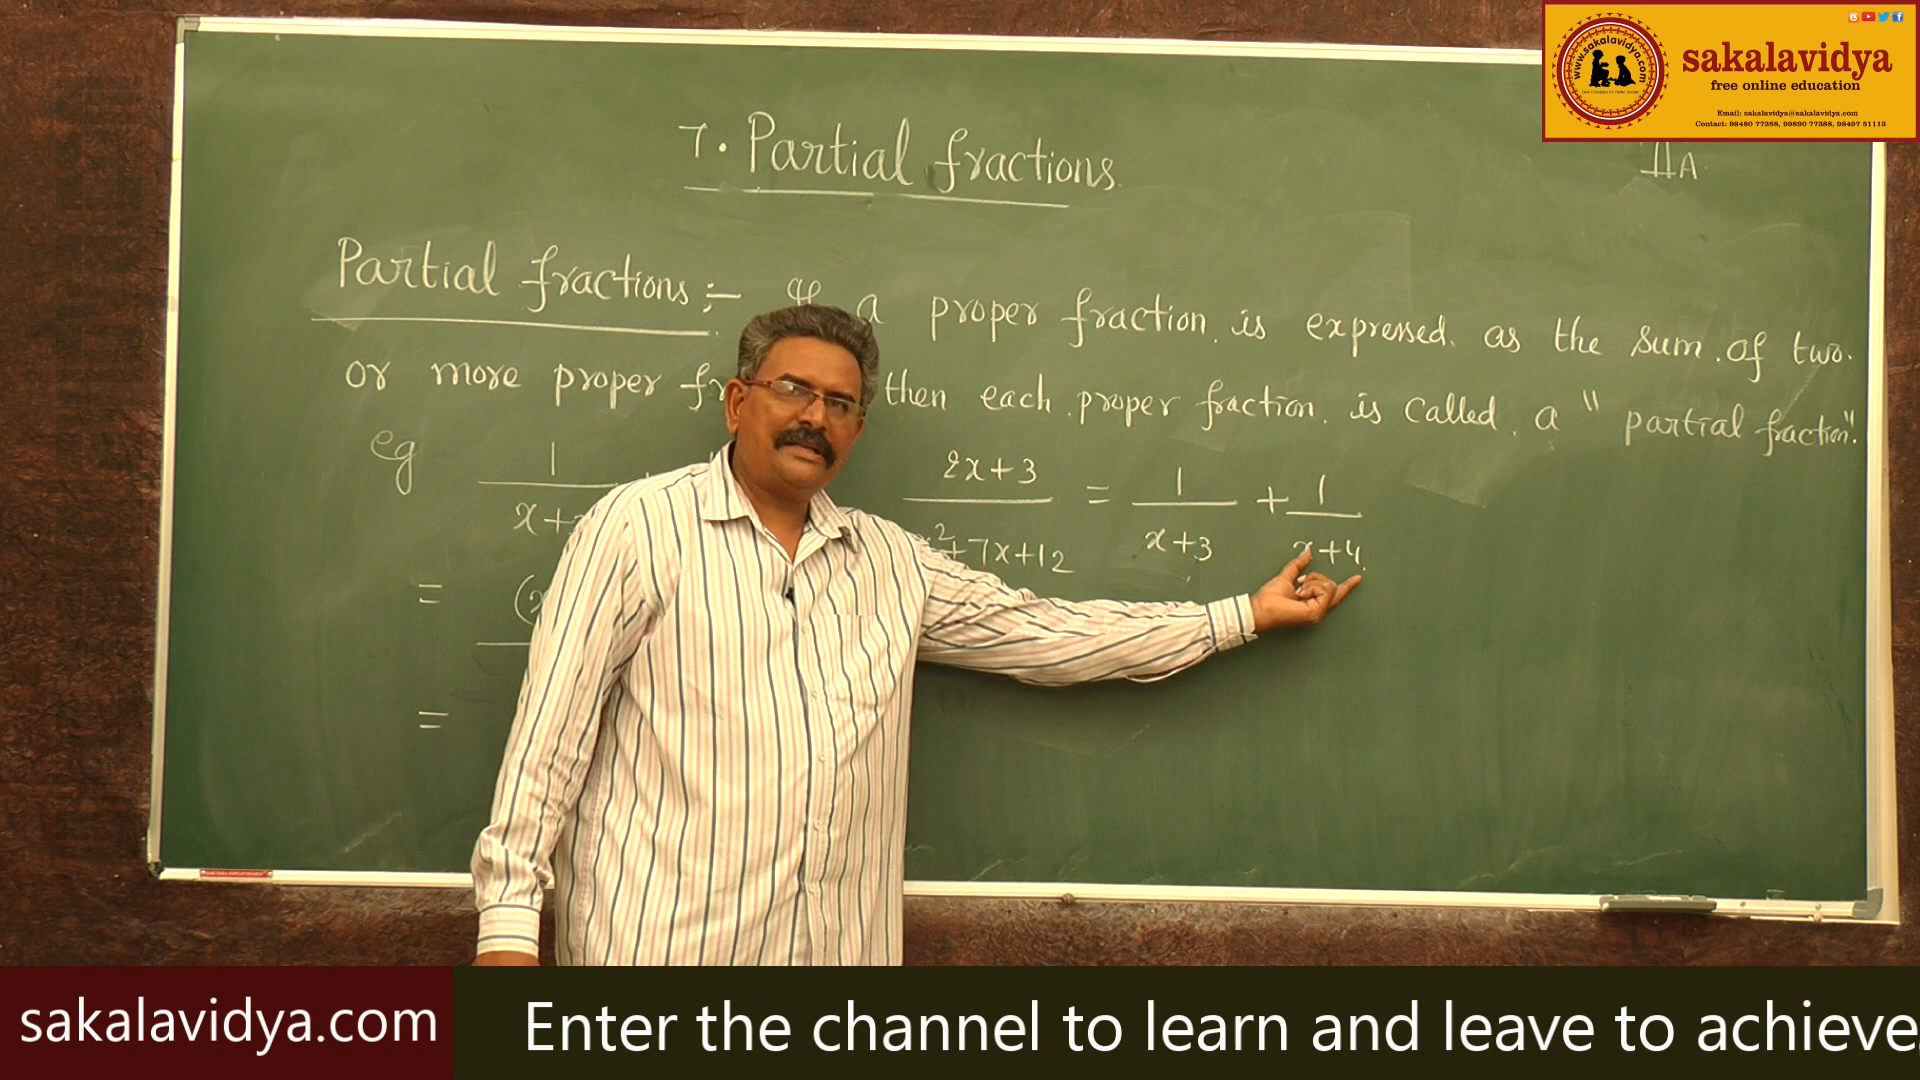 www.sakalavidya.com
sakalavidya
free online education
Email: sakalavidya@sakalavidya.com
Contact: 98480 77388, 99890 77388, 98497 51113
IIA
7. Partial fractions
Partial fractions :- If a proper fraction is expressed as the sum of two
or more proper then each proper fraction is called a " partial fraction".
eg 1 / x+
2x+3 / x²+7x+12 = 1 / x+3 + 1 / x+4
= (x
=
sakalavidya.com
Enter the channel to learn and leave to achieve